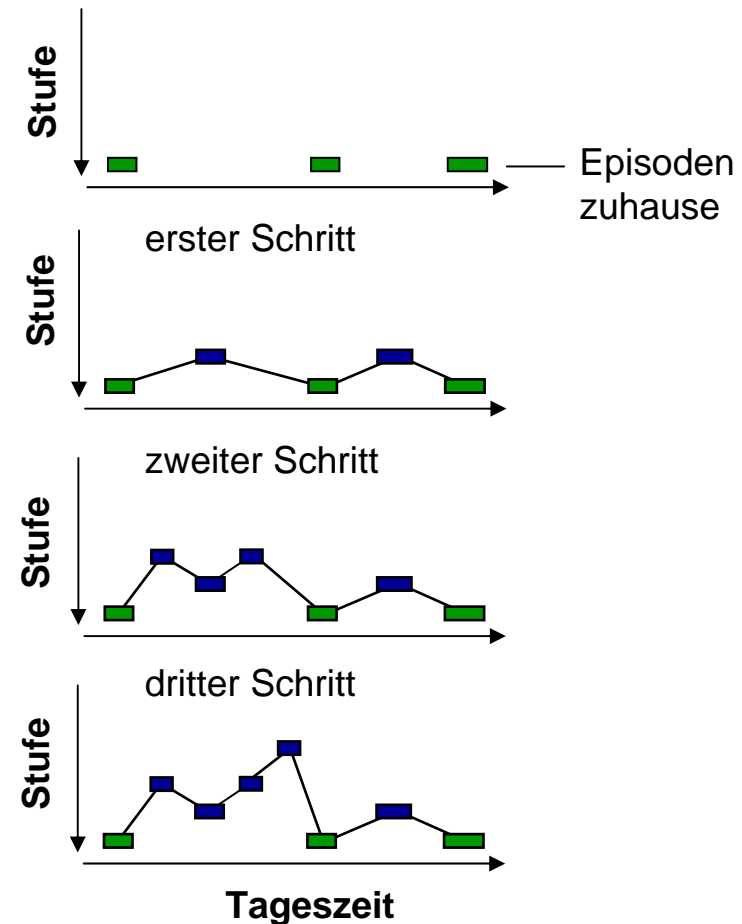 Stufe
Episoden
zuhause
erster Schritt
Stufe
zweiter Schritt
Stufe
dritter Schritt
Stufe
Tageszeit